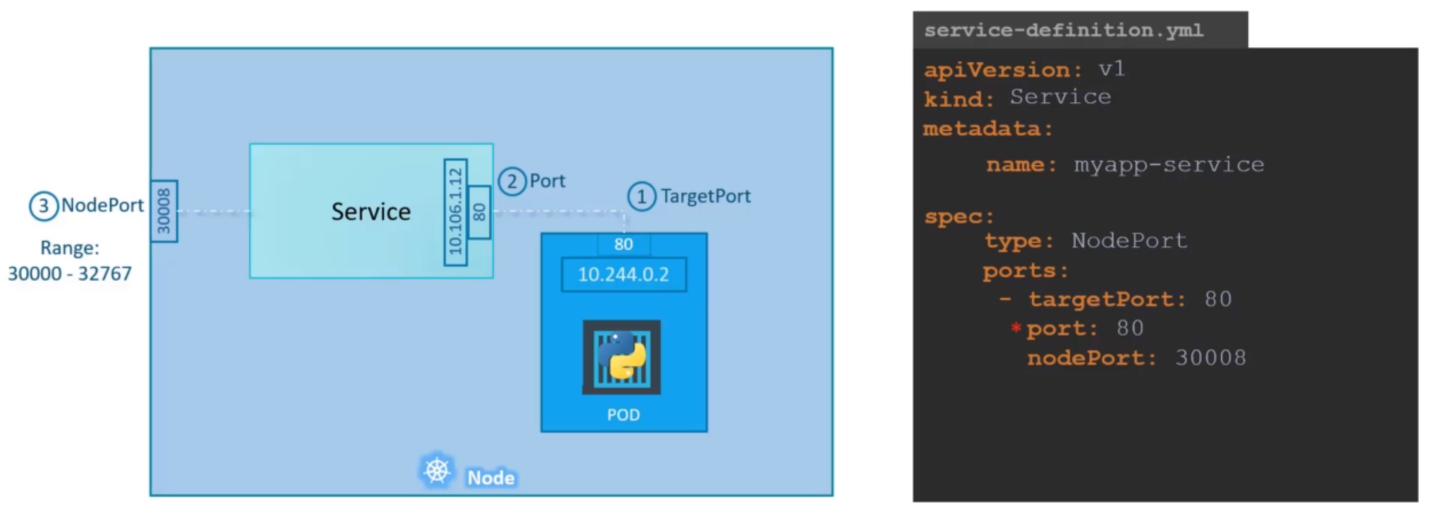 3 NodePort
Range:
30000 - 32767
30008
Service
10.106.1.12
80
2 Port
1 TargetPort
80
10.244.0.2
POD
Node
service-definition.yml
apiVersion: v1
kind: Service
metadata:
name: myapp-service
spec:
type: NodePort
ports:
- targetPort: 80
* port: 80
nodePort: 30008